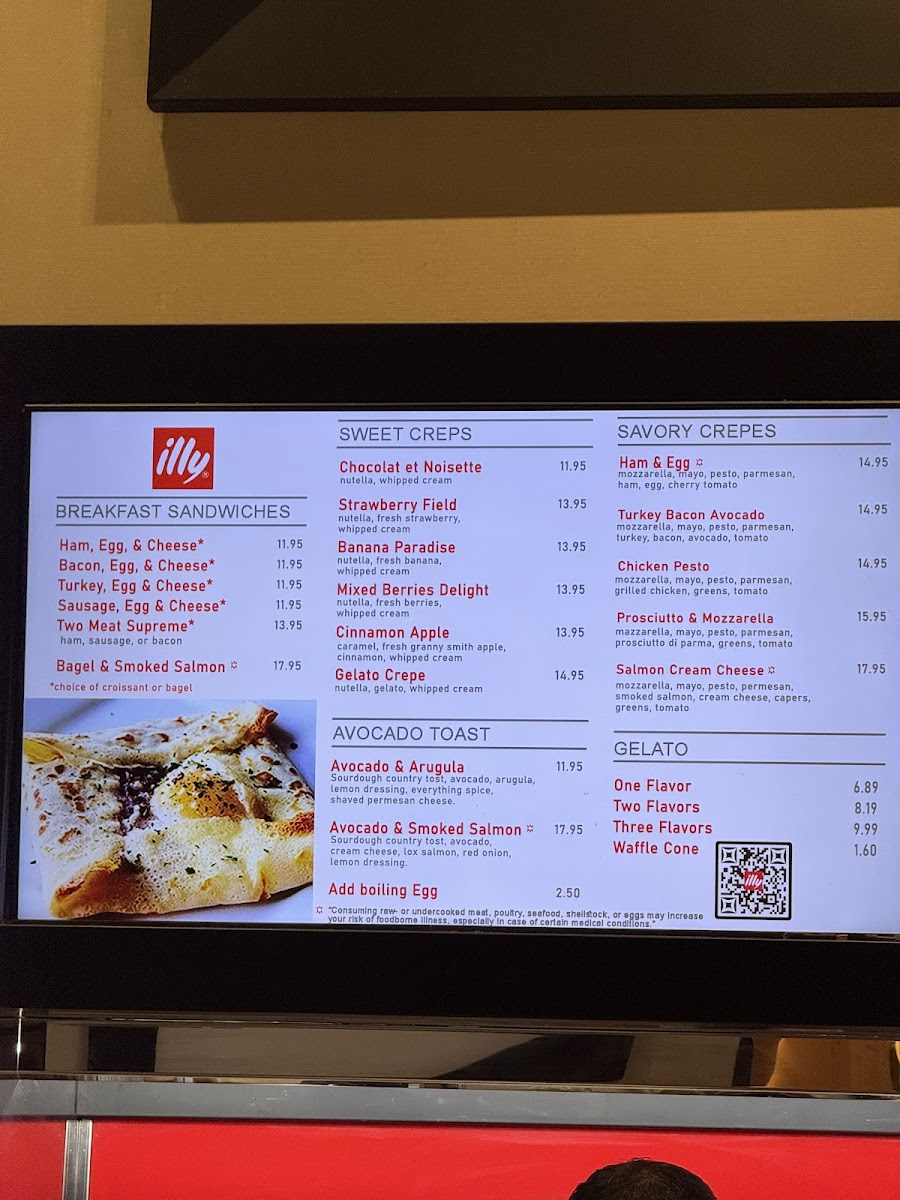 illy
BREAKFAST SANDWICHES
Ham, Egg, & Cheese* 11.95
Bacon, Egg, & Cheese* 11.95
Turkey, Egg & Cheese* 11.95
Sausage, Egg & Cheese* 11.95
Two Meat Supreme* 13.95
ham, sausage, or bacon
Bagel & Smoked Salmon ¤ 17.95
*choice of croissant or bagel
SWEET CREPS
Chocolat et Noisette 11.95
nutella, whipped cream
Strawberry Field 13.95
nutella, fresh strawberry,
whipped cream
Banana Paradise 13.95
nutella, fresh banana,
whipped cream
Mixed Berries Delight 13.95
nutella, fresh berries,
whipped cream
Cinnamon Apple 13.95
caramel, fresh granny smith apple,
cinnamon, whipped cream
Gelato Crepe 14.95
nutella, gelato, whipped cream
AVOCADO TOAST
Avocado & Arugula 11.95
Sourdough country tost, avocado, arugula,
lemon dressing, everything spice,
shaved permesan cheese.
Avocado & Smoked Salmon ¤ 17.95
Sourdough country tost, avocado,
cream cheese, lox salmon, red onion,
lemon dressing.
Add boiling Egg 2.50
¤ "Consuming raw- or undercooked meat, poultry, seafood, shellstock, or eggs may increase
your risk of foodborne illness, especially in case of certain medical conditions."
SAVORY CREPES
Ham & Egg ¤ 14.95
mozzarella, mayo, pesto, parmesan,
ham, egg, cherry tomato
Turkey Bacon Avocado 14.95
mozzarella, mayo, pesto, parmesan,
turkey, bacon, avocado, tomato
Chicken Pesto 14.95
mozzarella, mayo, pesto, parmesan,
grilled chicken, greens, tomato
Prosciutto & Mozzarella 15.95
mazzarella, mayo, pesto, parmesan,
prosciutto di parma, greens, tomato
Salmon Cream Cheese ¤ 17.95
mozzarella, mayo, pesto, permesan,
smoked salmon, cream cheese, capers,
greens, tomato
GELATO
One Flavor 6.89
Two Flavors 8.19
Three Flavors 9.99
Waffle Cone 1.60
illy